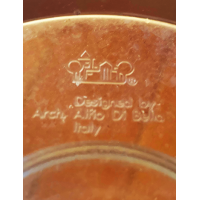 Designed by:
Arch. Alfio Di Bella
Italy